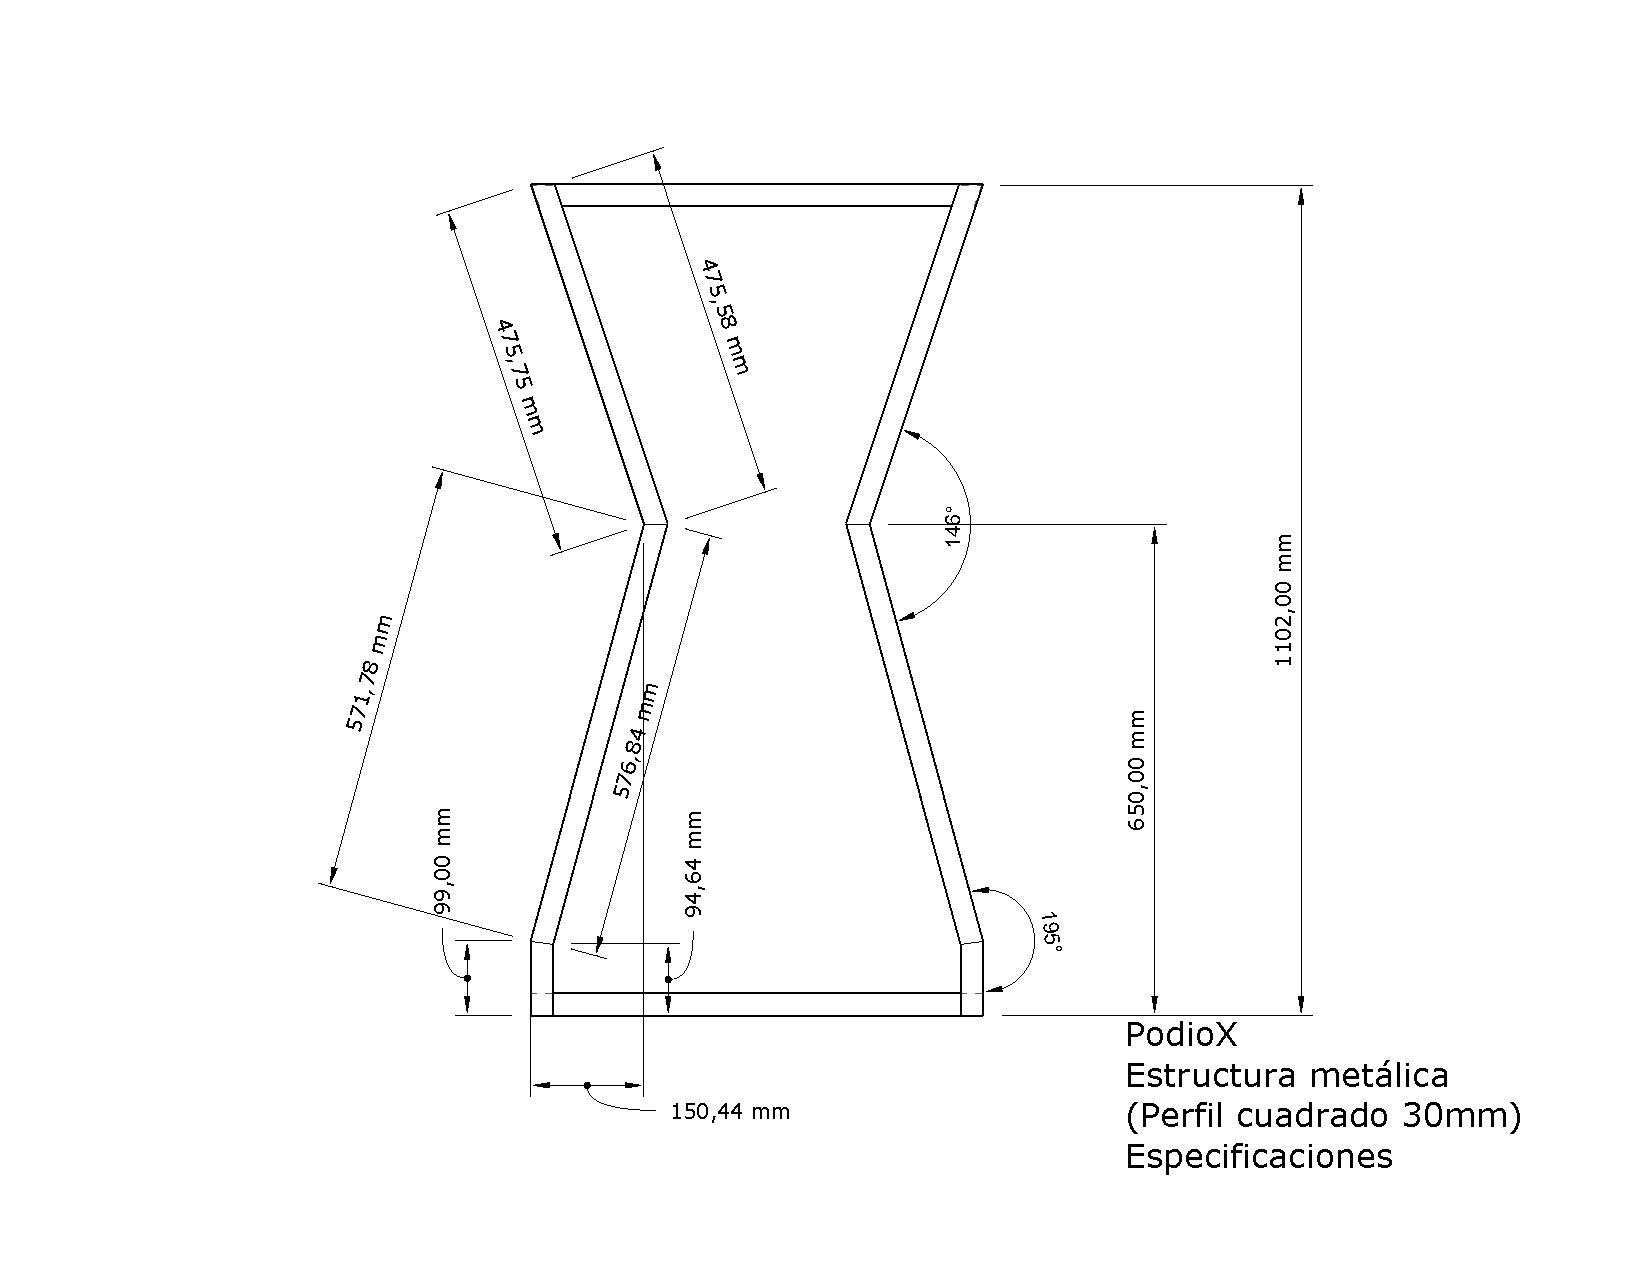 475,58 mm
475,75 mm
146°
1102,00 mm
571,78 mm
576,84 mm
650,00 mm
99,00 mm
94,64 mm
195°
150,44 mm
PodioX
Estructura metálica
(Perfil cuadrado 30mm)
Especificaciones